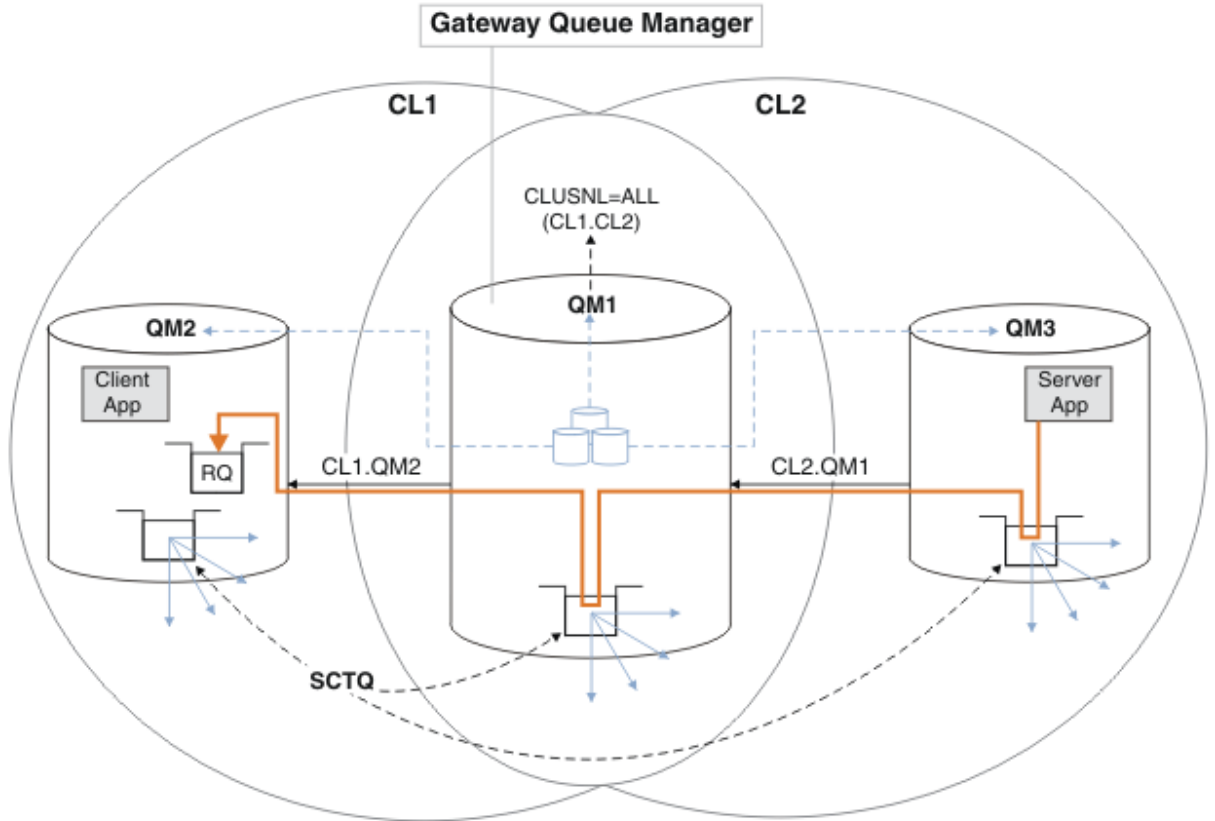 Gateway Queue Manager
CL1
CL2
CLUSNL=ALL
(CL1.CL2)
QM1
QM2
QM3
Client
App
Server
App
RQ
CL1.QM2
CL2.QM1
SCTQ